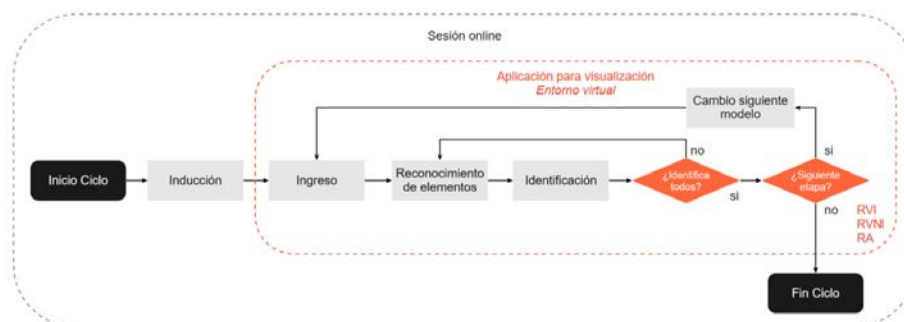 Sesión online
Aplicación para visualización
Entorno virtual
Cambio siguiente
modelo
no
si
Inicio Ciclo
Inducción
Ingreso
Reconocimiento
de elementos
Identificación
¿Identifica
todos?
¿Siguiente
etapa?
si
no
RVI
RVNI
RA
Fin Ciclo